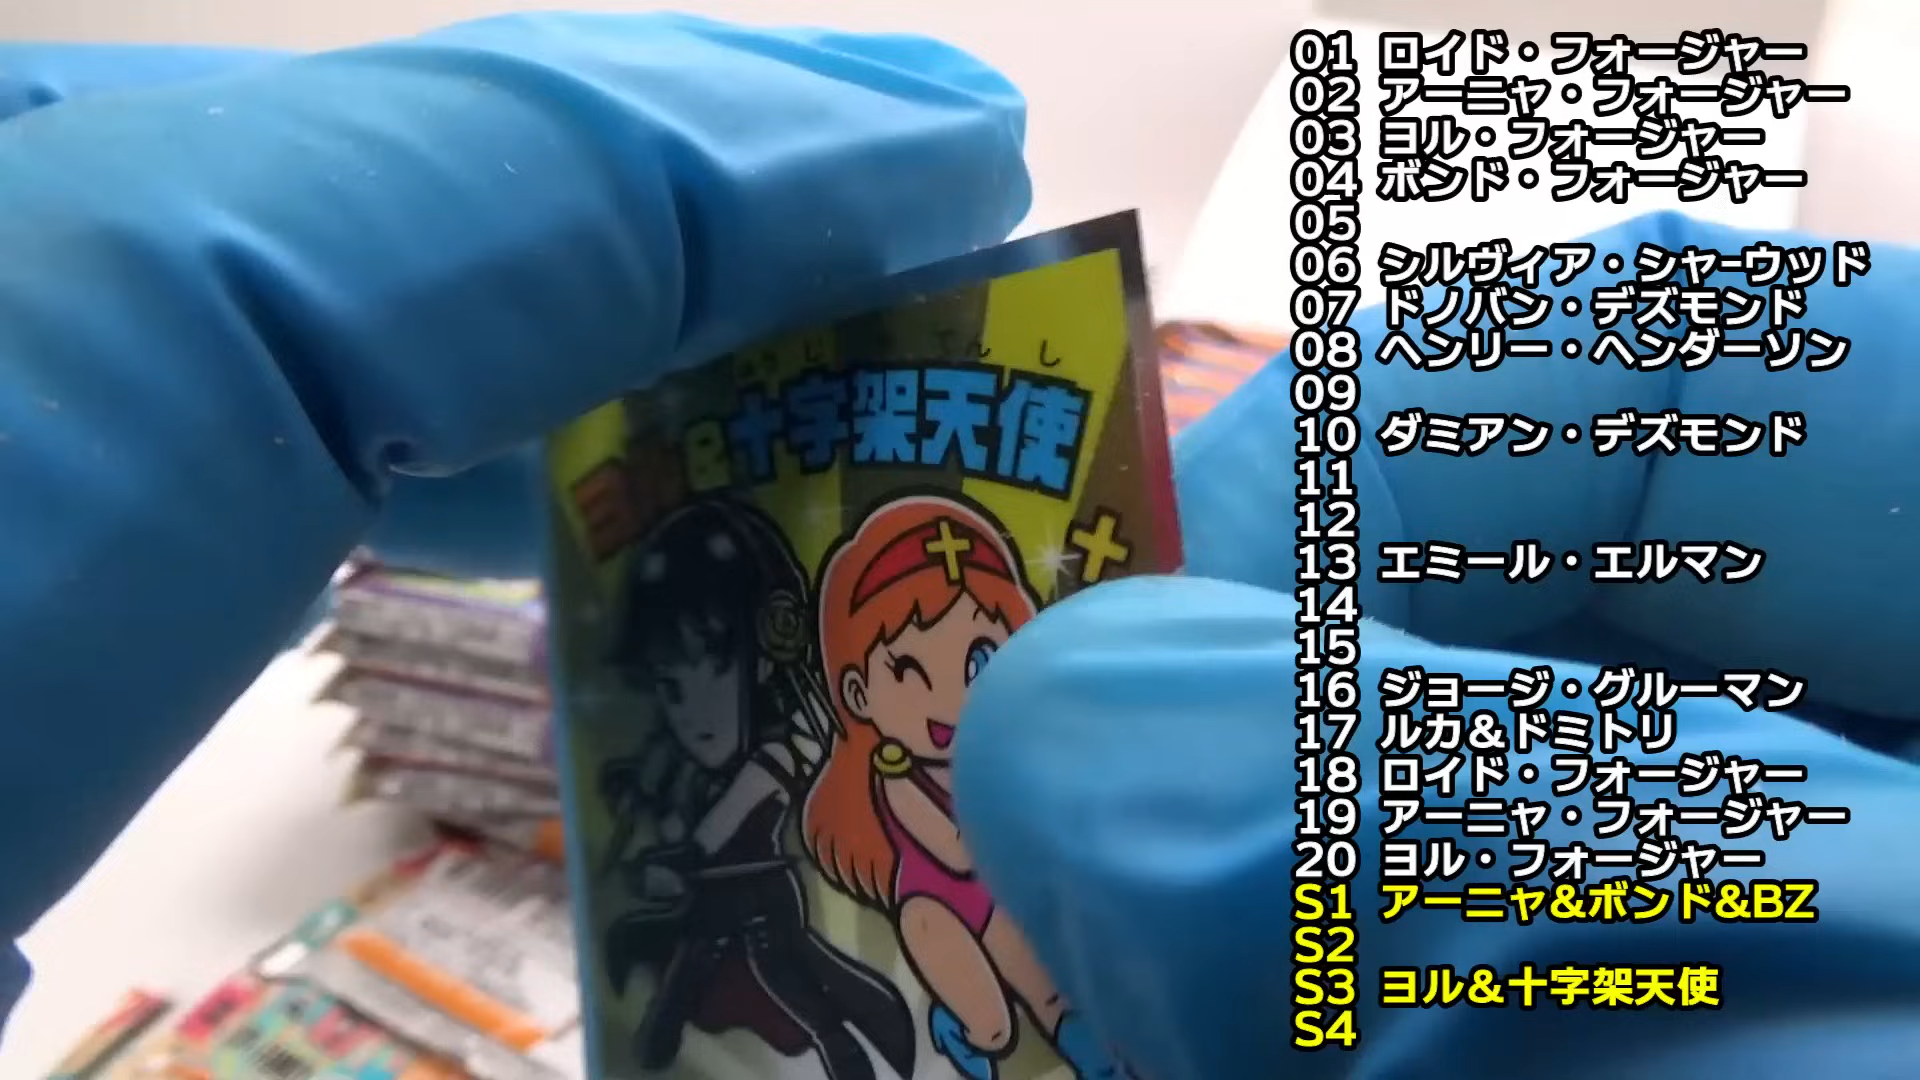 じ てんし
ヨル&十字架天使
01 ロイド・フォージャー
02 アーニャ・フォージャー
03 ヨル・フォージャー
04 ボンド・フォージャー
05
06 シルヴィア・シャーウッド
07 ドノバン・デズモンド
08 ヘンリー・ヘンダーソン
09
10 ダミアン・デズモンド
11
12
13 エミール・エルマン
14
15
16 ジョージ・グルーマン
17 ルカ&ドミトリ
18 ロイド・フォージャー
19 アーニャ・フォージャー
20 ヨル・フォージャー
S1 アーニャ&ボンド&BZ
S2
S3 ヨル&十字架天使
S4